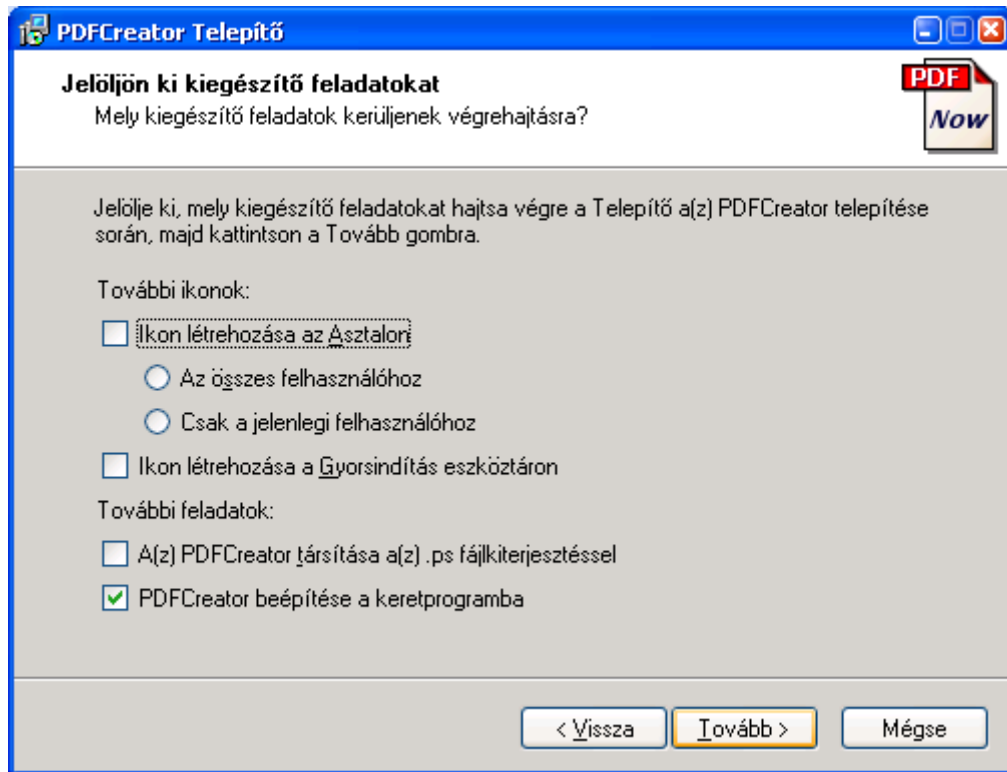 PDFCreator Telepítő
Jelöljön ki kiegészítő feladatokat
Mely kiegészítő feladatok kerüljenek végrehajtásra?
PDF
Now
Jelölje ki, mely kiegészítő feladatokat hajtsa végre a Telepítő a(z) PDFCreator telepítése
során, majd kattintson a Tovább gombra.
További ikonok:
Ikon létrehozása az Asztalon
Az összes felhasználóhoz
Csak a jelenlegi felhasználóhoz
Ikon létrehozása a Gyorsindítás eszköztáron
További feladatok:
A(z) PDFCreator társítása a(z) .ps fájlkiterjesztéssel
PDFCreator beépítése a keretprogramba
< Vissza
Tovább >
Mégse